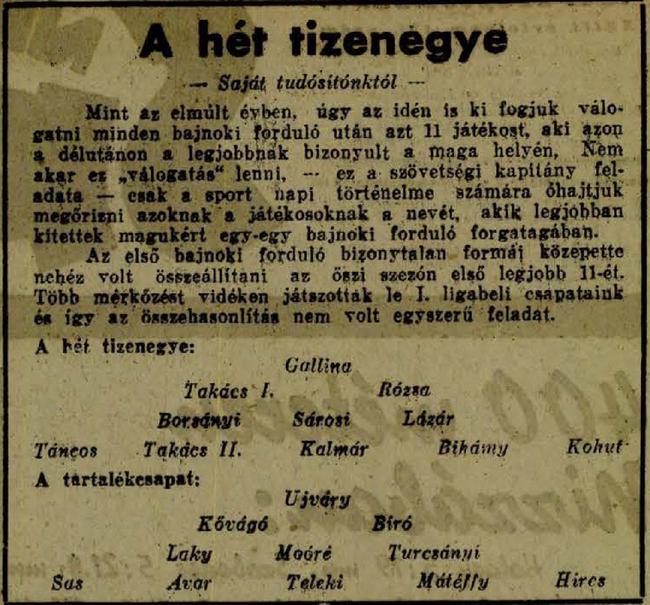 A hét tizenegye
— Saját tudósítónktól —
Mint az elmúlt évben, úgy az idén is ki fogjuk válo-
gatni minden bajnoki forduló után azt 11 játékost, aki azon
a délutánon a legjobbnak bizonyult a maga helyén, Nem
akar ez „válogatás" lenni, — ez a szövetségi kapitány fel-
adata — csak a sport napi történelme számára óhajtjuk
megőrizni azoknak a játékosoknak a nevét, akik legjobban
kitettek magukért egy-egy bajnoki forduló forgatagában.
Az első bajnoki forduló bizonytalan formái közepette
nehéz volt összeállítani az őszi szezón első legjobb 11-ét.
Több mérkőzést vidéken játszottak le I. ligabeli csapataink
és így az összehasonlítás nem volt egyszerű feladat.
A hét tizenegye:
Gallina
Takács I. Rózsa
Borsányi Sárosi Lázár
Táncos Takács II. Kalmár Bihámy Kohut
A tartalékcsapat:
Ujváry
Kővágó Biró
Laky Moóré Turcsányi
Sas Avar Teleki Mátéffy Hircs